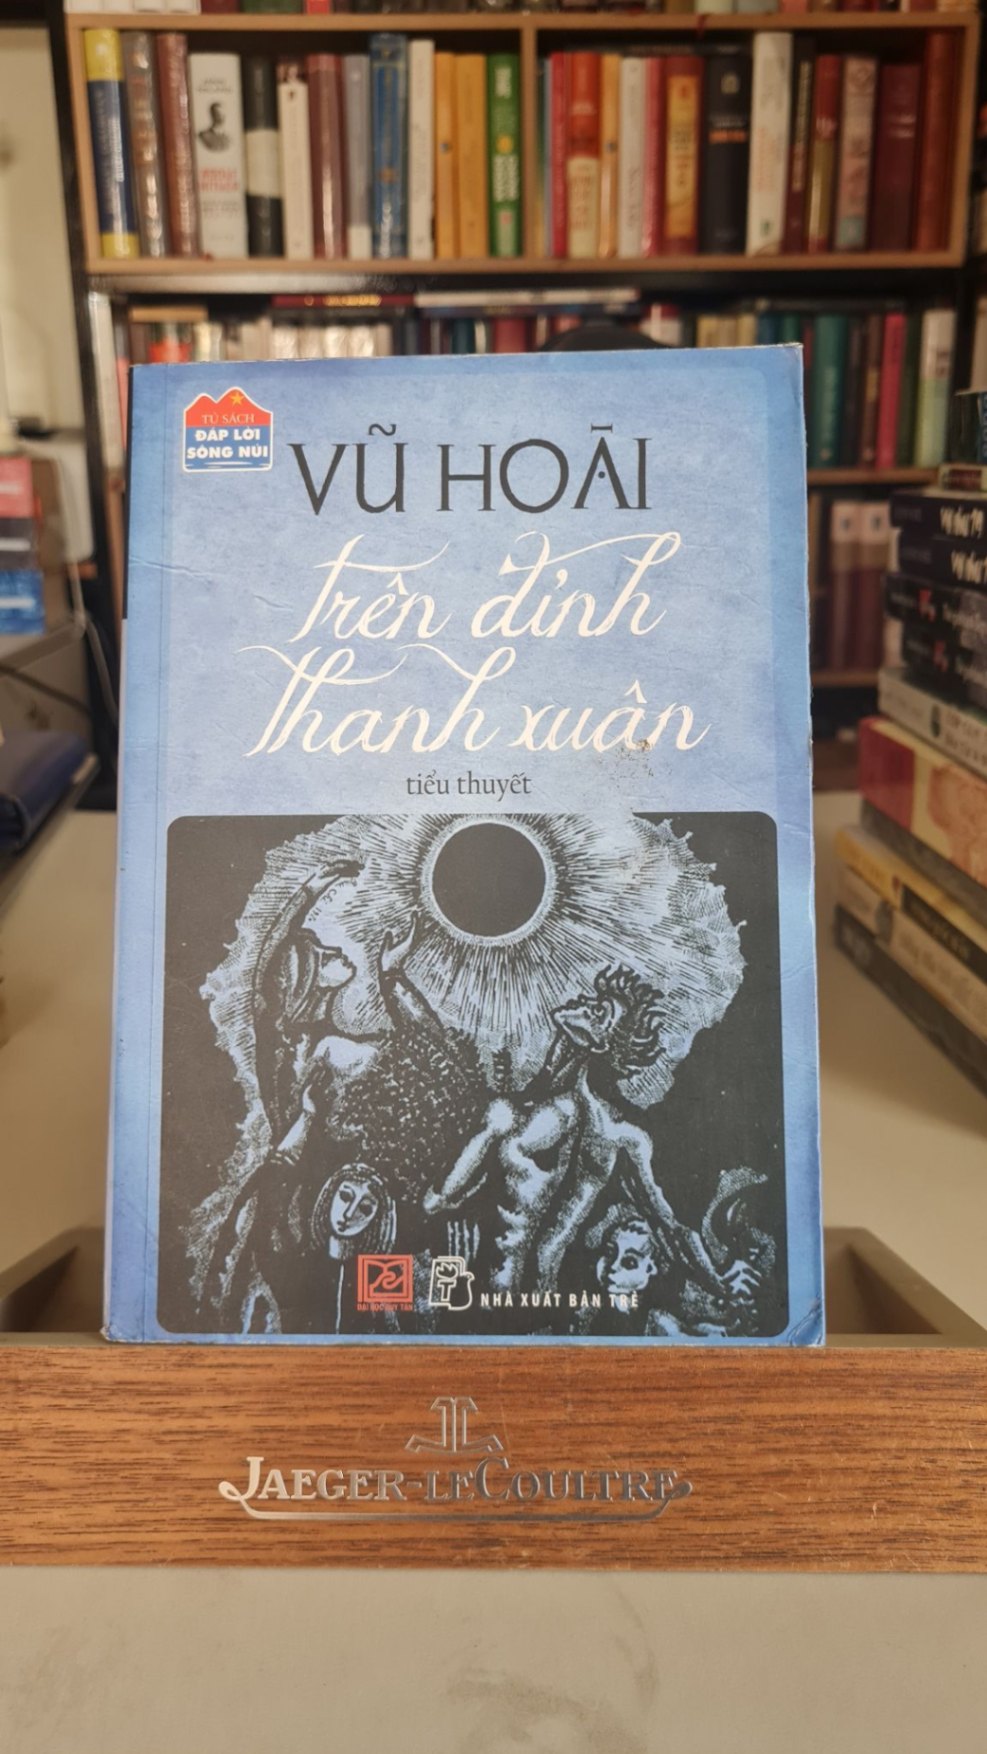 TỦ SÁCH
ĐÁP LỜI
SÔNG NÚI
VŨ HOÀI
trên đỉnh
thanh xuân
tiểu thuyết
ĐẠI HỌC DUY TÂN
NHÀ XUẤT BẢN TRẺ
JAEGER-LECOULTRE